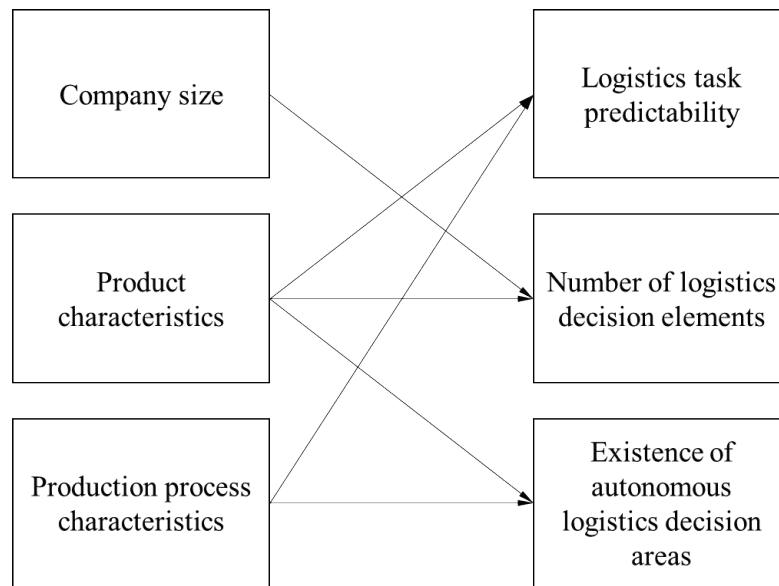 Company size
Logistics task
predictability
Product
characteristics
Number of logistics
decision elements
Production process
characteristics
Existence of
autonomous
logistics decision
areas